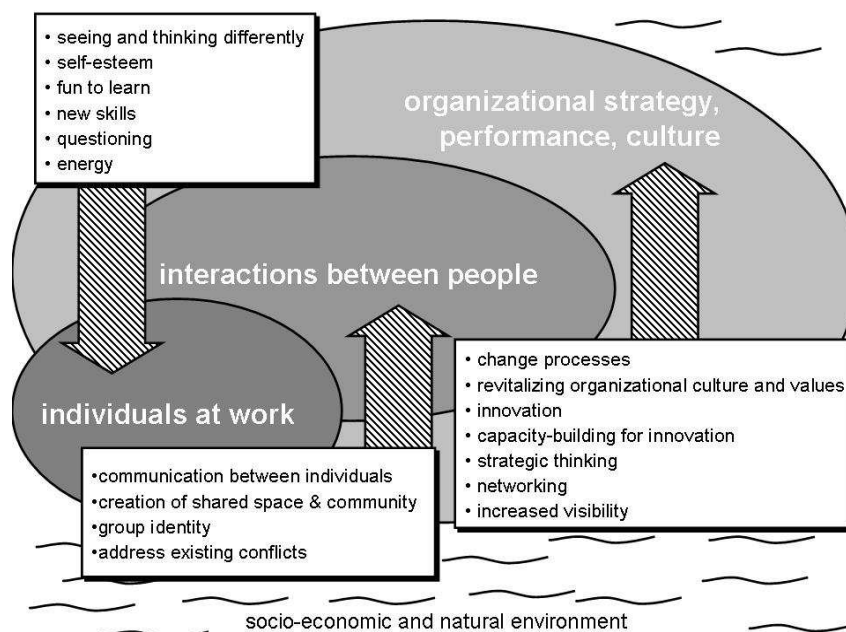 • seeing and thinking differently
• self-esteem
• fun to learn
• new skills
• questioning
• energy
organizational strategy,
performance, culture
interactions between people
individuals at work
• change processes
• revitalizing organizational culture and values
• innovation
• capacity-building for innovation
• strategic thinking
• networking
• increased visibility
•communication between individuals
•creation of shared space & community
•group identity
•address existing conflicts
socio-economic and natural environment